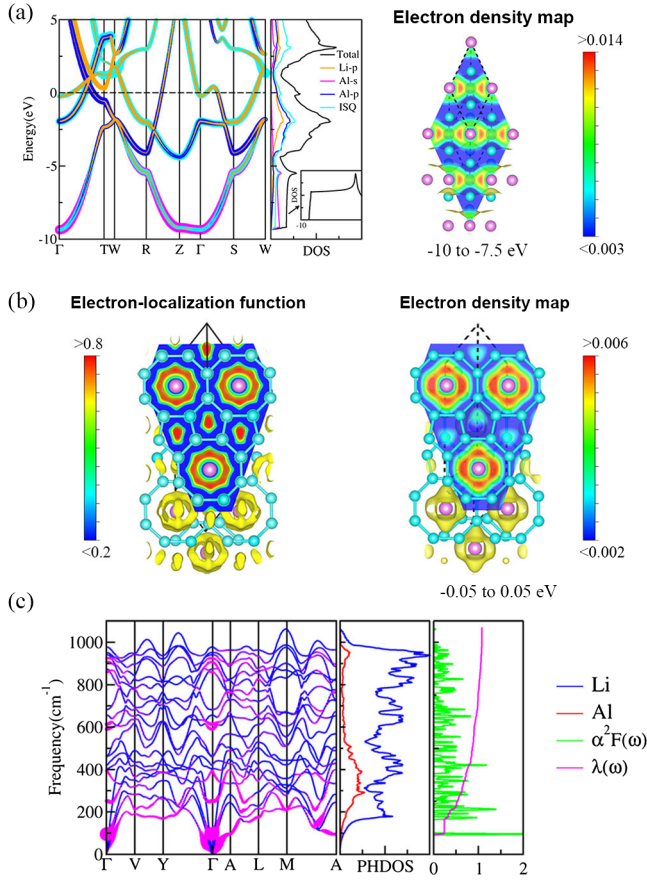 (a)
Electron density map
5
0
-5
-10
Energy(eV)
Γ
T
W
R
Z
Γ
S
W
Total
Li-p
Al-s
Al-p
ISQ
DOS
-10
DOS
>0.014
<0.003
-10 to -7.5 eV
(b)
Electron-localization function
Electron density map
>0.8
<0.2
>0.006
<0.002
-0.05 to 0.05 eV
(c)
1000
800
600
400
200
0
Frequency(cm⁻¹)
Γ
V
Y
Γ
A
L
M
A
PHDOS
0
1
2
Li
Al
α²F(ω)
λ(ω)